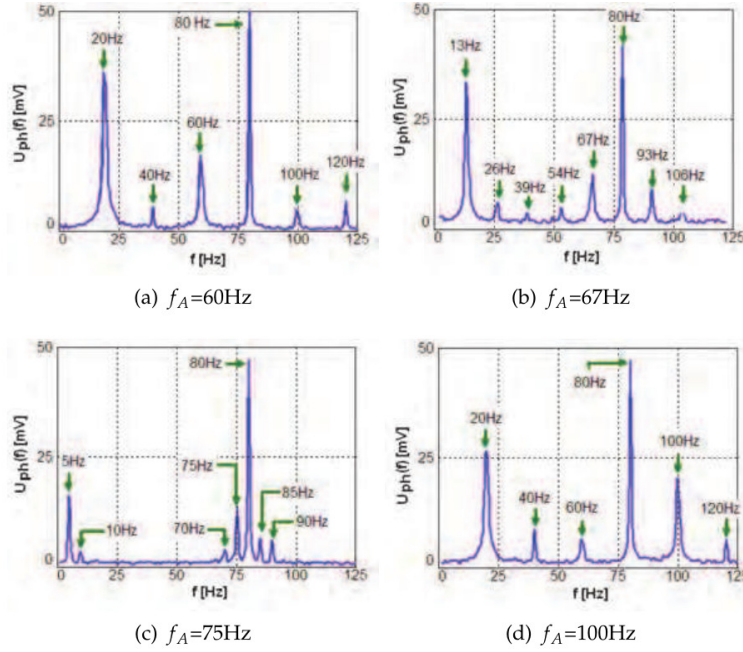 50
20Hz
80 Hz
60Hz
40Hz
100Hz
120Hz
25
0
Uph(f) [mV]
0 25 50 75 100 125
f [Hz]
(a) fA=60Hz
50
13Hz
80Hz
67Hz
26Hz
39Hz
54Hz
93Hz
106Hz
25
0
Uph(f) [mV]
0 25 50 75 100 125
f [Hz]
(b) fA=67Hz
50
80Hz
5Hz
75Hz
85Hz
10Hz
70Hz
90Hz
25
0
Uph(f) [mV]
0 25 50 75 100 125
f [Hz]
(c) fA=75Hz
50
80Hz
20Hz
100Hz
40Hz
60Hz
120Hz
25
0
Uph(f) [mV]
0 25 50 75 100 125
f [Hz]
(d) fA=100Hz